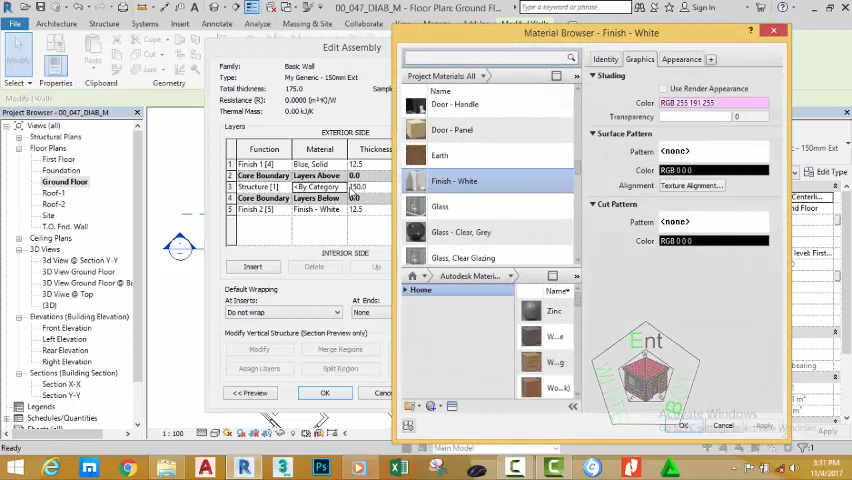 00_047_DIAB_M - Floor Plan: Ground Fl...
Type a keyword or phrase
Sign In
File
Architecture
Structure
Systems
Insert
Annotate
Analyze
Massing & Site
Collaborate
Modify
Paste
Cope
Cut
Join
Select
Properties
Clipboard
Modify | Walls
Project Browser - 00_047_DIAB_M
Views (all)
Structural Plans
Floor Plans
First Floor
Foundation
Ground Floor
Roof-1
Roof-2
Site
T.O. Fnd. Wall
Ceiling Plans
3D Views
3d View @ Section Y-Y
3D View Ground Floor
3D View Ground Floor @ B
3D Viwe @ Top
{3D}
Elevations (Building Elevation)
Front Elevation
Left Elevation
Rear Elevation
Right Elevation
Sections (Building Section)
Section X-X
Section Y-Y
Legends
Schedules/Quantities
1 : 100
Ready
Edit Assembly
Family:
Basic Wall
Type:
My Generic - 150mm Ext
Total thickness:
175.0
Resistance (R):
0.0000 (m²·K)/W
Thermal Mass:
0.00 kJ/K
Layers
EXTERIOR SIDE
Function
Material
Thickness
1 Finish 1 [4] Blue, Solid 12.5
2 Core Boundary Layers Above 0.0
3 Structure [1] <By Category 150.0
4 Core Boundary Layers Below 0.0
5 Finish 2 [5] Finish - White 12.5
INTERIOR SIDE
Insert
Delete
Up
Default Wrapping
At Inserts:
At Ends:
Do not wrap
None
Modify Vertical Structure (Section Preview only)
Modify
Merge Regions
Assign Layers
Split Region
<< Preview
OK
Material Browser - Finish - White
?
Project Materials: All
»
Name
Door - Handle
Door - Panel
Earth
Finish - White
Glass
Glass - Clear, Grey
Glass, Clear Glazing
Autodesk Materi...
»
Home
Name
Zinc
W...e
W...g
Wo...k)
Identity
Graphics
Appearance
+
Shading
Use Render Appearance
Color
RGB 255 191 255
Transparency
0
Surface Pattern
Pattern
<none>
Color
RGB 0 0 0
Alignment
Texture Alignment...
Cut Pattern
Pattern
<none>
Color
RGB 0 0 0
Ent
B
Activate Windows
OK
Cancel
Apply
Edit Type
Apply
Main Model
3:31 PM
11/4/2017